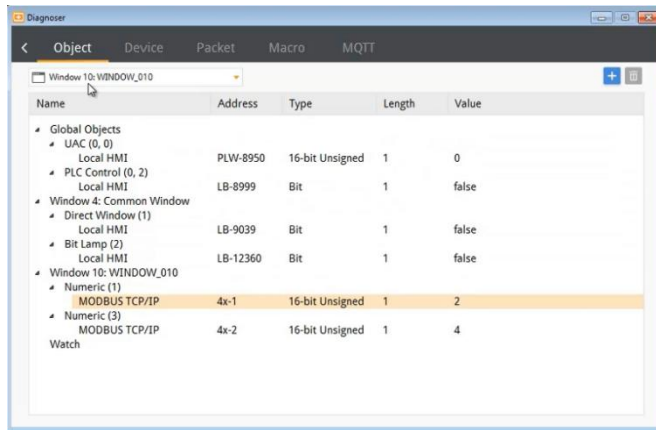 Diagnoser
Object Device Packet Macro MQTT
Window 10: WINDOW_010
Name Address Type Length Value
Global Objects
UAC (0, 0)
Local HMI PLW-8950 16-bit Unsigned 1 0
PLC Control (0, 2)
Local HMI LB-8999 Bit 1 false
Window 4: Common Window
Direct Window (1)
Local HMI LB-9039 Bit 1 false
Bit Lamp (2)
Local HMI LB-12360 Bit 1 false
Window 10: WINDOW_010
Numeric (1)
MODBUS TCP/IP 4x-1 16-bit Unsigned 1 2
Numeric (3)
MODBUS TCP/IP 4x-2 16-bit Unsigned 1 4
Watch